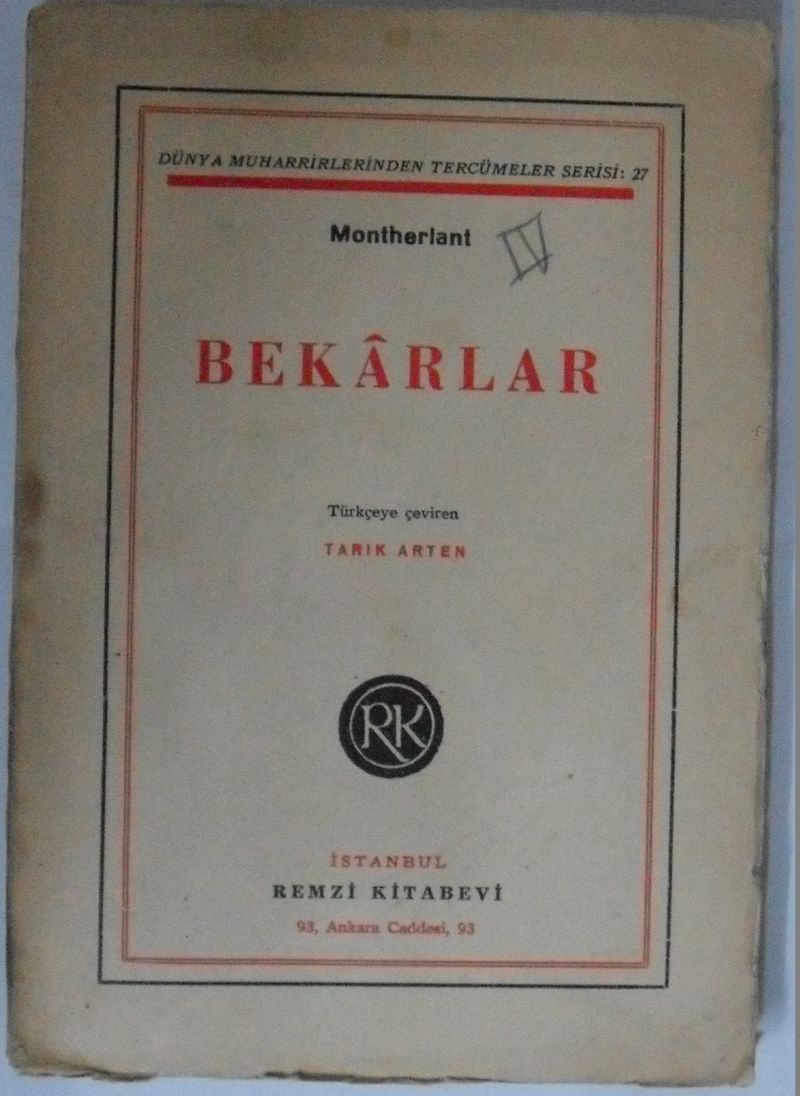 DÜNYA MUHARRİRLERİNDEN TERCÜMELER SERİSİ: 27
Montherlant
IV
BEKÂRLAR
Türkçeye çeviren
TARIK ARTEN
RK
İSTANBUL
REMZİ KİTABEVİ
93, Ankara Caddesi, 93